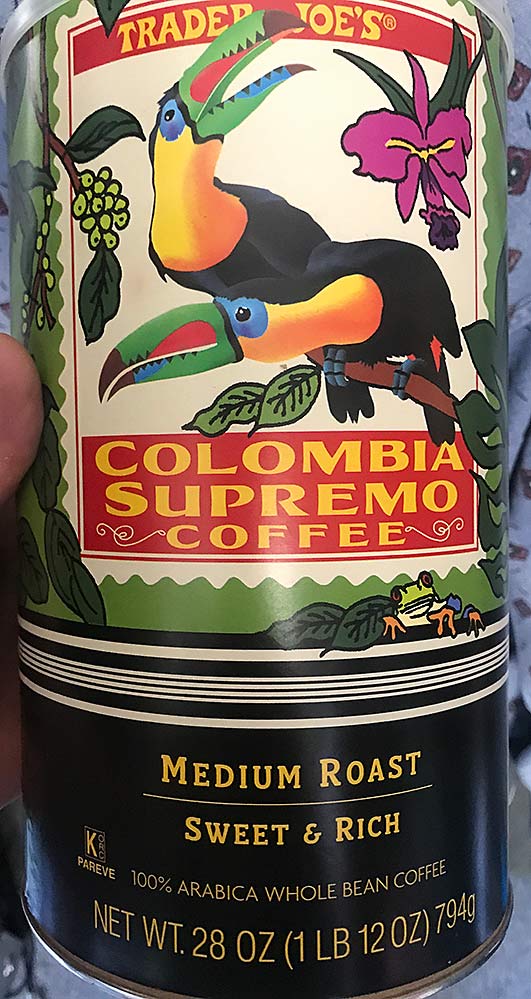 TRADER JOE'S®
COLOMBIA
SUPREMO
COFFEE
MEDIUM ROAST
SWEET & RICH
K ORC
PAREVE
100% ARABICA WHOLE BEAN COFFEE
NET WT. 28 OZ (1 LB 12 OZ) 794g